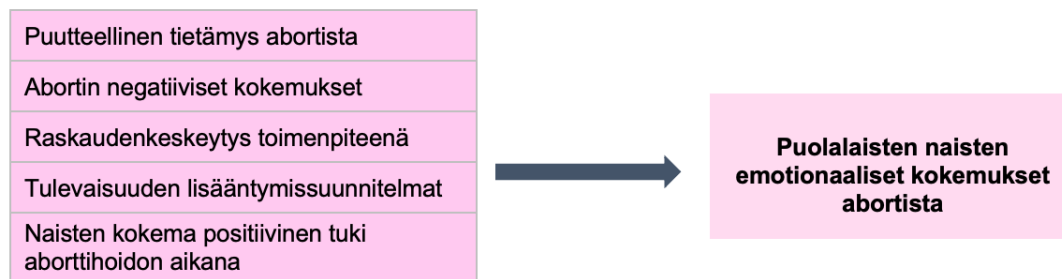 Puutteellinen tietämys abortista
Abortin negatiiviset kokemukset
Raskaudenkeskeytys toimenpiteenä
Tulevaisuuden lisääntymissuunnitelmat
Naisten kokema positiivinen tuki
aborttihoidon aikana
Puolalaisten naisten
emotionaaliset kokemukset
abortista